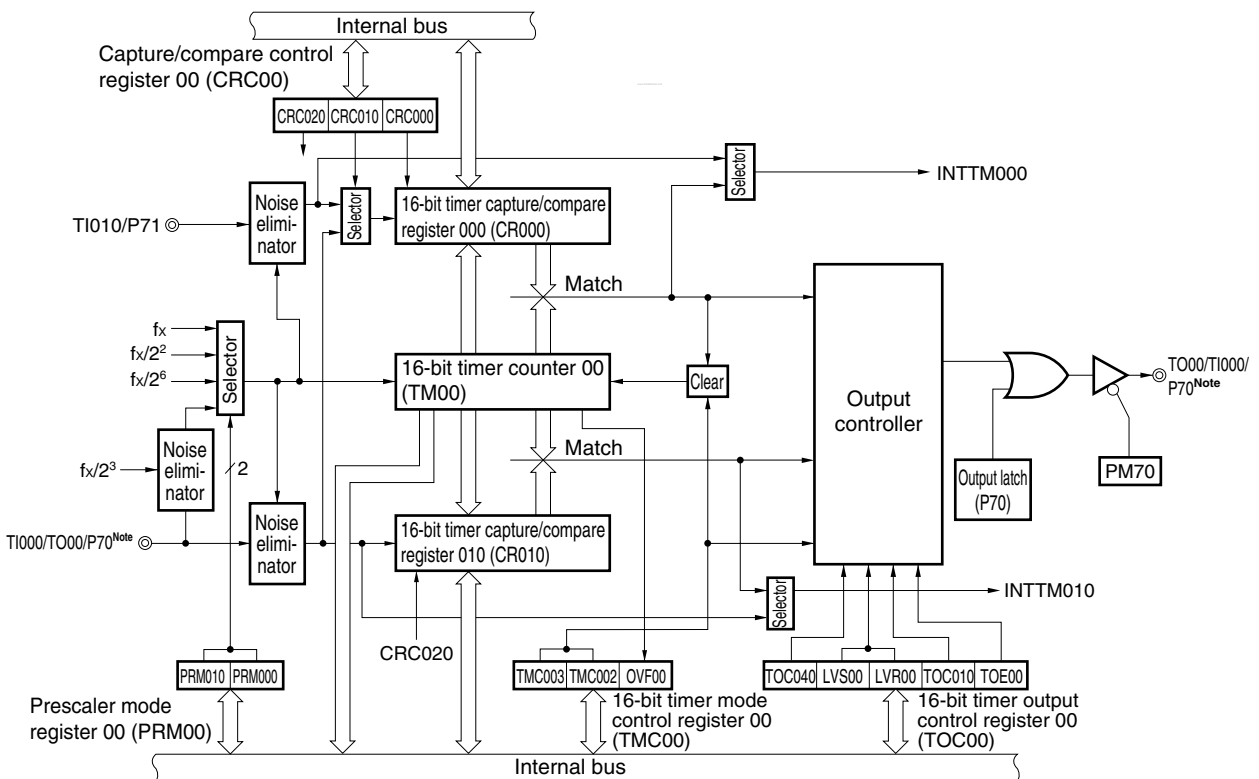 Internal bus
Capture/compare control
register 00 (CRC00)
CRC020 CRC010 CRC000
TI010/P71
Noise
elimi-
nator
Selector
16-bit timer capture/compare
register 000 (CR000)
Selector
INTTM000
Match
fx
fx/2²
fx/2⁶
Selector
16-bit timer counter 00
(TM00)
Clear
Output
controller
TO00/TI000/
P70Note
fx/2³
Noise
elimi-
nator
2
Match
Output latch
(P70)
PM70
TI000/TO00/P70Note
Noise
elimi-
nator
16-bit timer capture/compare
register 010 (CR010)
Selector
INTTM010
CRC020
PRM010 PRM000
TMC003 TMC002 OVF00
TOC040 LVS00 LVR00 TOC010 TOE00
Prescaler mode
register 00 (PRM00)
16-bit timer mode
control register 00
(TMC00)
16-bit timer output
control register 00
(TOC00)
Internal bus